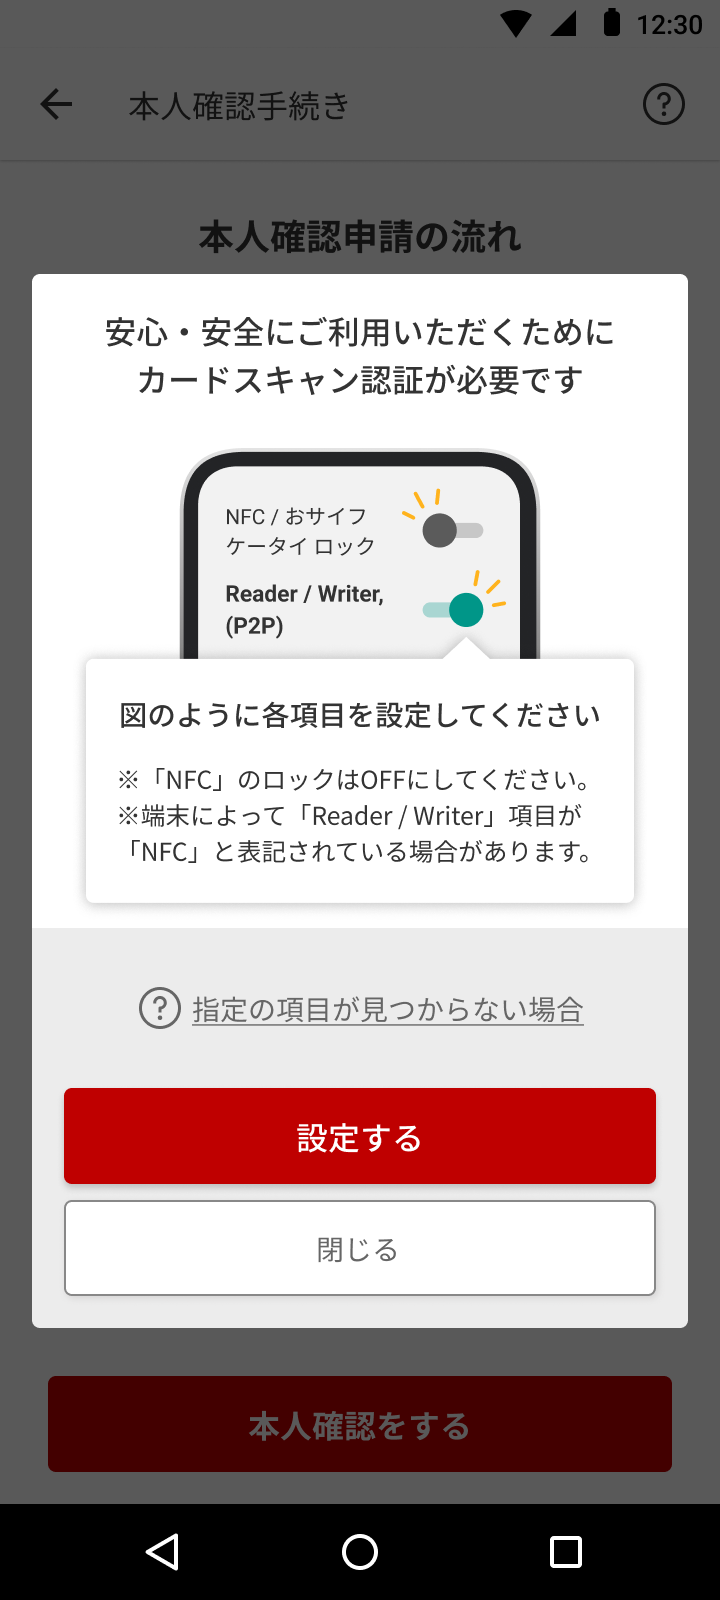 12:30
本人確認手続き
本人確認申請の流れ
安心・安全にご利用いただくために
カードスキャン認証が必要です
NFC / おサイフ
ケータイ ロック
Reader / Writer,
(P2P)
図のように各項目を設定してください
※「NFC」のロックはOFFにしてください。
※端末によって「Reader / Writer」項目が
「NFC」と表記されている場合があります。
指定の項目が見つからない場合
設定する
閉じる
本人確認をする